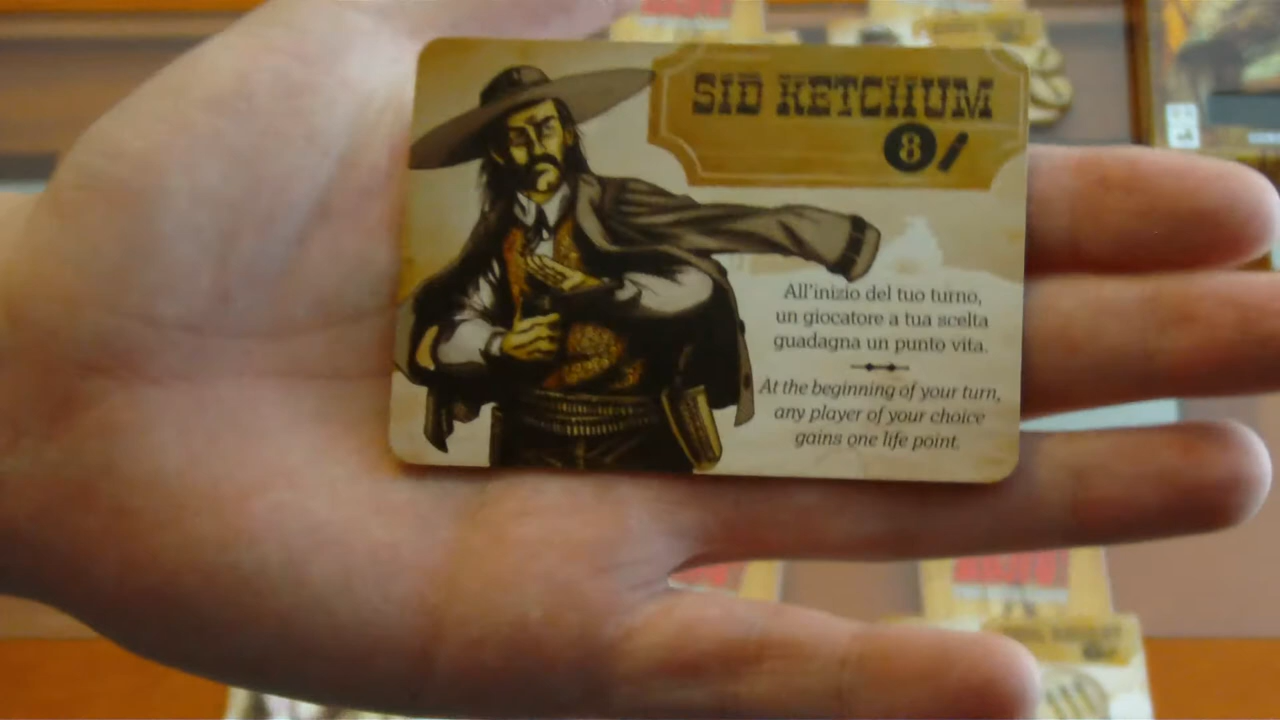 SID KETCHUM
8
All'inizio del tuo turno,
un giocatore a tua scelta
guadagna un punto vita.
At the beginning of your turn,
any player of your choice
gains one life point.